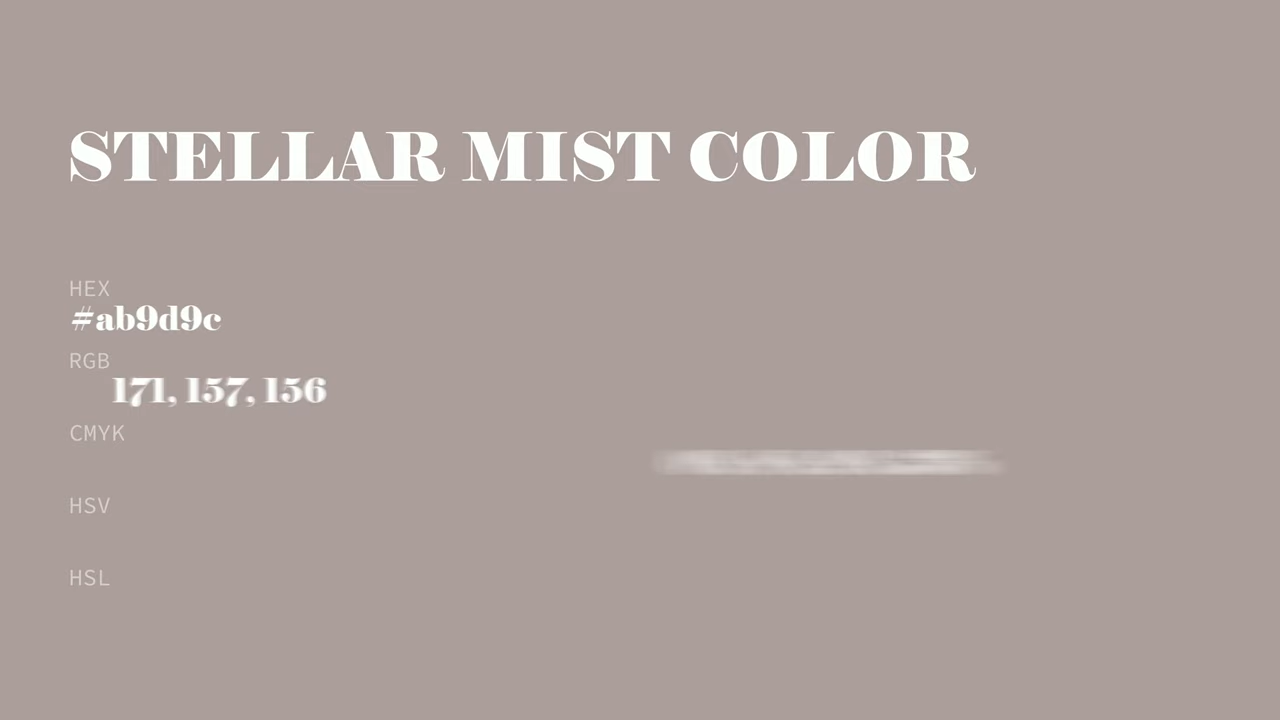 STELLAR MIST COLOR
HEX
#ab9d9c
RGB
171, 157, 156
CMYK
HSV
HSL